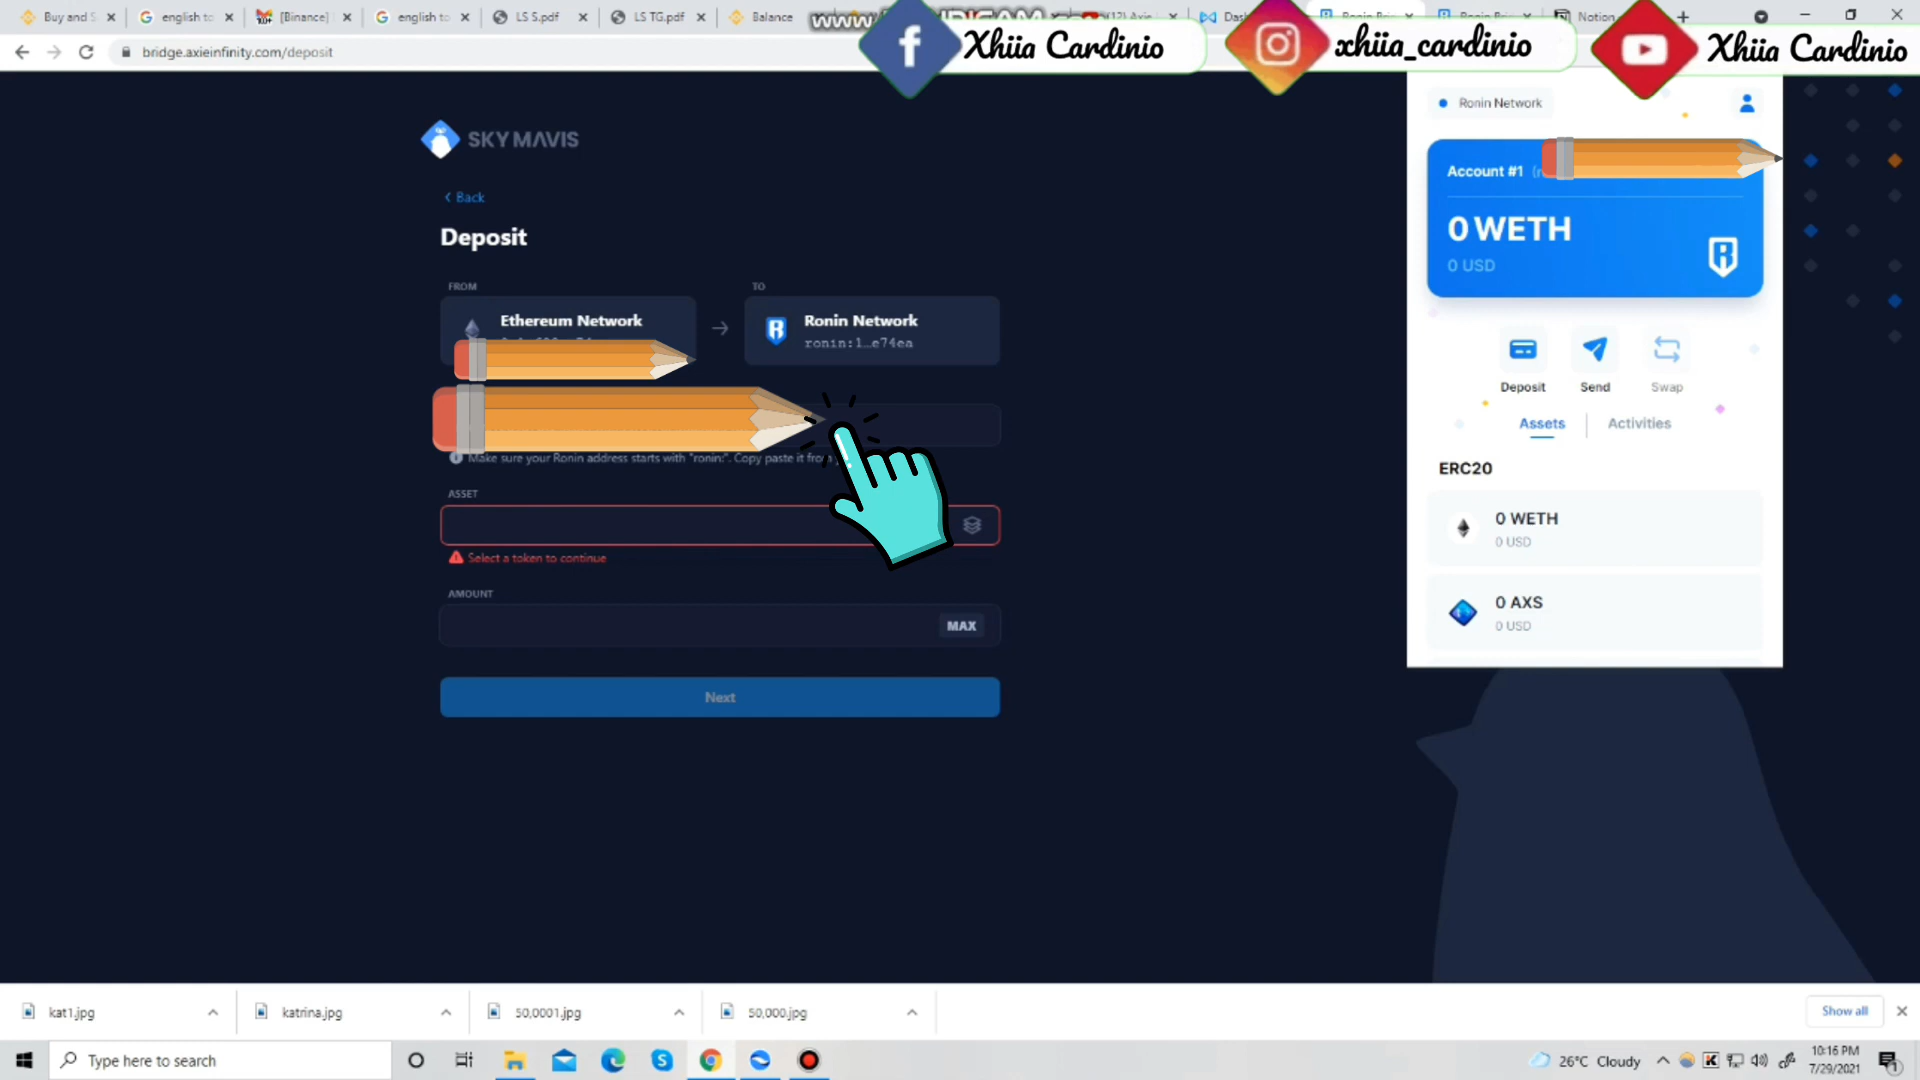 Buy and S
english to
[Binance]
english to
LS S.pdf
LS TG.pdf
Balance
www.
Notion
bridge.axieinfinity.com/deposit
Xhiia Cardinio
xhiia_cardinio
Xhiia Cardinio
SKY MAVIS
Back
Deposit
FROM
TO
Ethereum Network
Ronin Network
ronin:1…e74ea
Make sure your Ronin address starts with "ronin:". Copy paste it from
ASSET
Select a token to continue
AMOUNT
MAX
Next
Ronin Network
Account #1
0 WETH
0 USD
Deposit
Send
Swap
Assets
Activities
ERC20
0 WETH
0 USD
0 AXS
0 USD
kat1.jpg
katrina.jpg
50,0001.jpg
50,000.jpg
Show all
Type here to search
26°C Cloudy
10:16 PM
7/29/2021